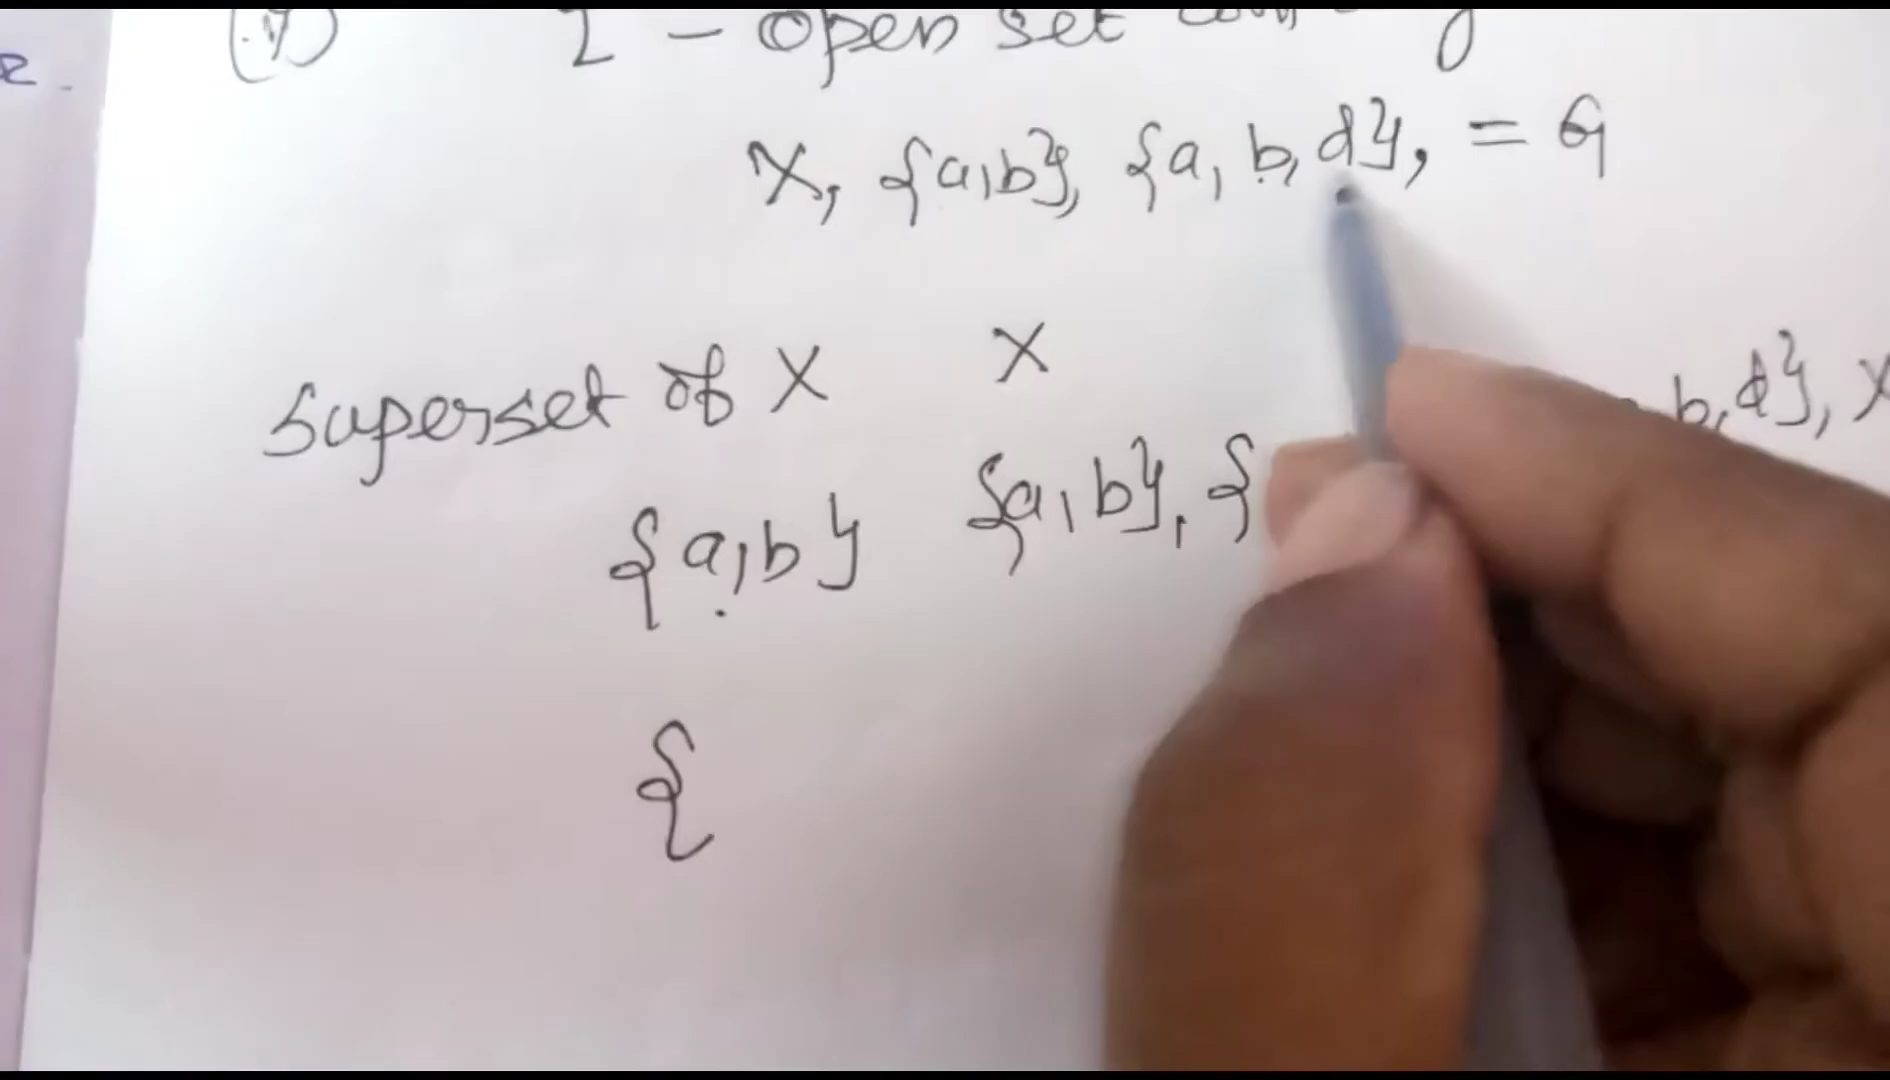 - open set
X, {a,b}, {a, b, d}, = G
Superset of X X
b, d}, X
{a,b} {a,b}, {
{